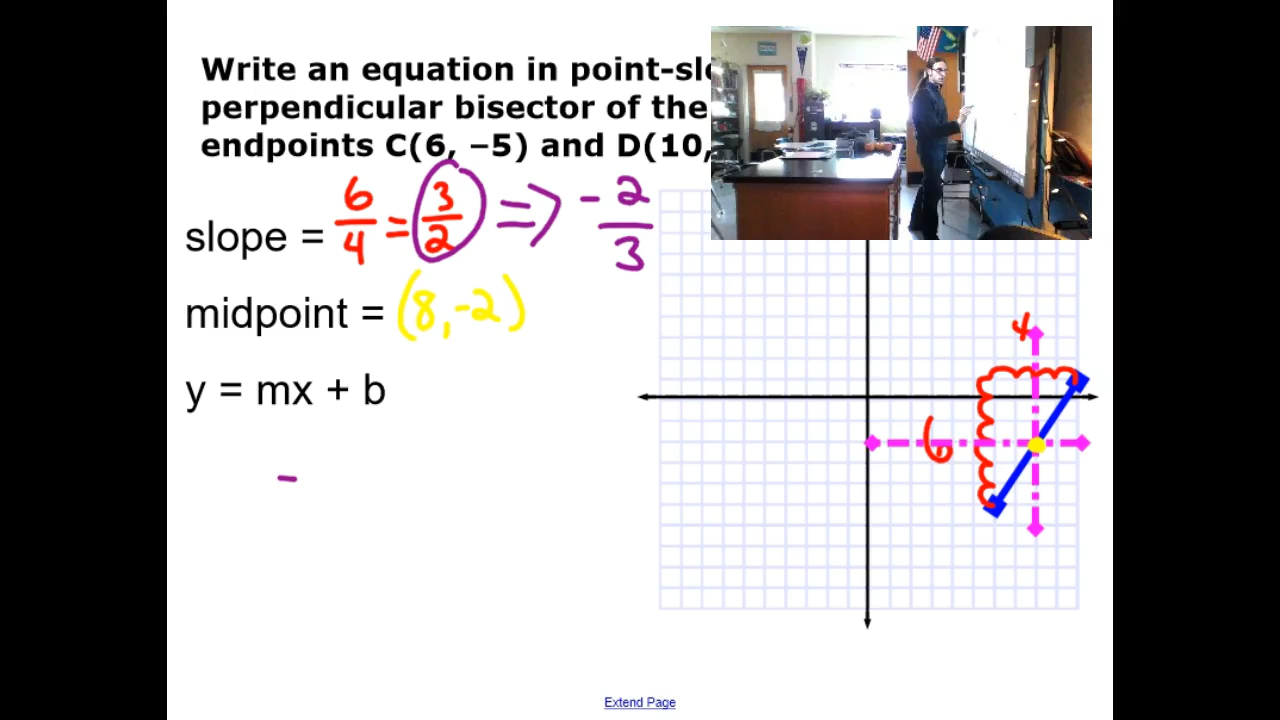 Write an equation in point-slo
perpendicular bisector of the
endpoints C(6, –5) and D(10,
slope = 6/4 = 3/2 => -2/3
midpoint = (8,-2)
y = mx + b
-
4
6
Extend Page